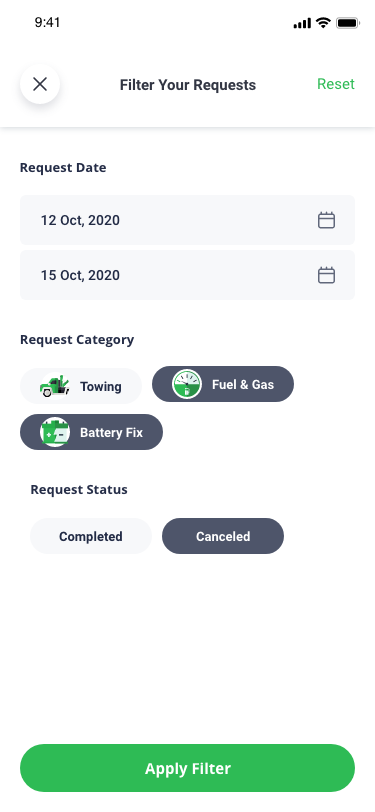 9:41
Filter Your Requests
Reset
Request Date
12 Oct, 2020
15 Oct, 2020
Request Category
Towing
Fuel & Gas
Battery Fix
Request Status
Completed
Canceled
Apply Filter